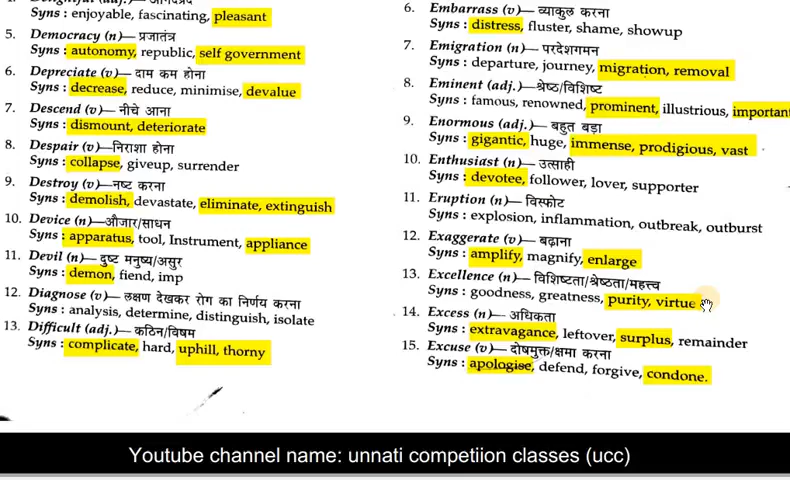 Syns : enjoyable, fascinating, pleasant
5. Democracy (n)— प्रजातंत्र
Syns : autonomy, republic, self government
6. Depreciate (v)— दाम कम होना
Syns : decrease, reduce, minimise, devalue
7. Descend (v)— नीचे आना
Syns : dismount, deteriorate
8. Despair (v)—निराशा होना
Syns : collapse, giveup, surrender
9. Destroy (v)—नष्ट करना
Syns : demolish, devastate, eliminate, extinguish
10. Device (n)—औजार/साधन
Syns : apparatus, tool, Instrument, appliance
11. Devil (n)— दुष्ट मनुष्य/असुर
Syns : demon, fiend, imp
12. Diagnose (v)— लक्षण देखकर रोग का निर्णय करना
Syns : analysis, determine, distinguish, isolate
13. Difficult (adj.)— कठिन/विषम
Syns : complicate, hard, uphill, thorny
6. Embarrass (v)— व्याकुल करना
Syns : distress, fluster, shame, showup
7. Emigration (n)— परदेशगमन
Syns : departure, journey, migration, removal
8. Eminent (adj.)—श्रेष्ठ/विशिष्ट
Syns : famous, renowned, prominent, illustrious, important
9. Enormous (adj.)— बहुत बड़ा
Syns : gigantic, huge, immense, prodigious, vast
10. Enthusiast (n)— उत्साही
Syns : devotee, follower, lover, supporter
11. Eruption (n)— विस्फोट
Syns : explosion, inflammation, outbreak, outburst
12. Exaggerate (v)— बढ़ाना
Syns : amplify, magnify, enlarge
13. Excellence (n)— विशिष्टता/श्रेष्ठता/महत्त्व
Syns : goodness, greatness, purity, virtue
14. Excess (n)— अधिकता
Syns : extravagance, leftover, surplus, remainder
15. Excuse (v)— दोषमुक्त/क्षमा करना
Syns : apologise, defend, forgive, condone.
Youtube channel name: unnati competiion classes (ucc)